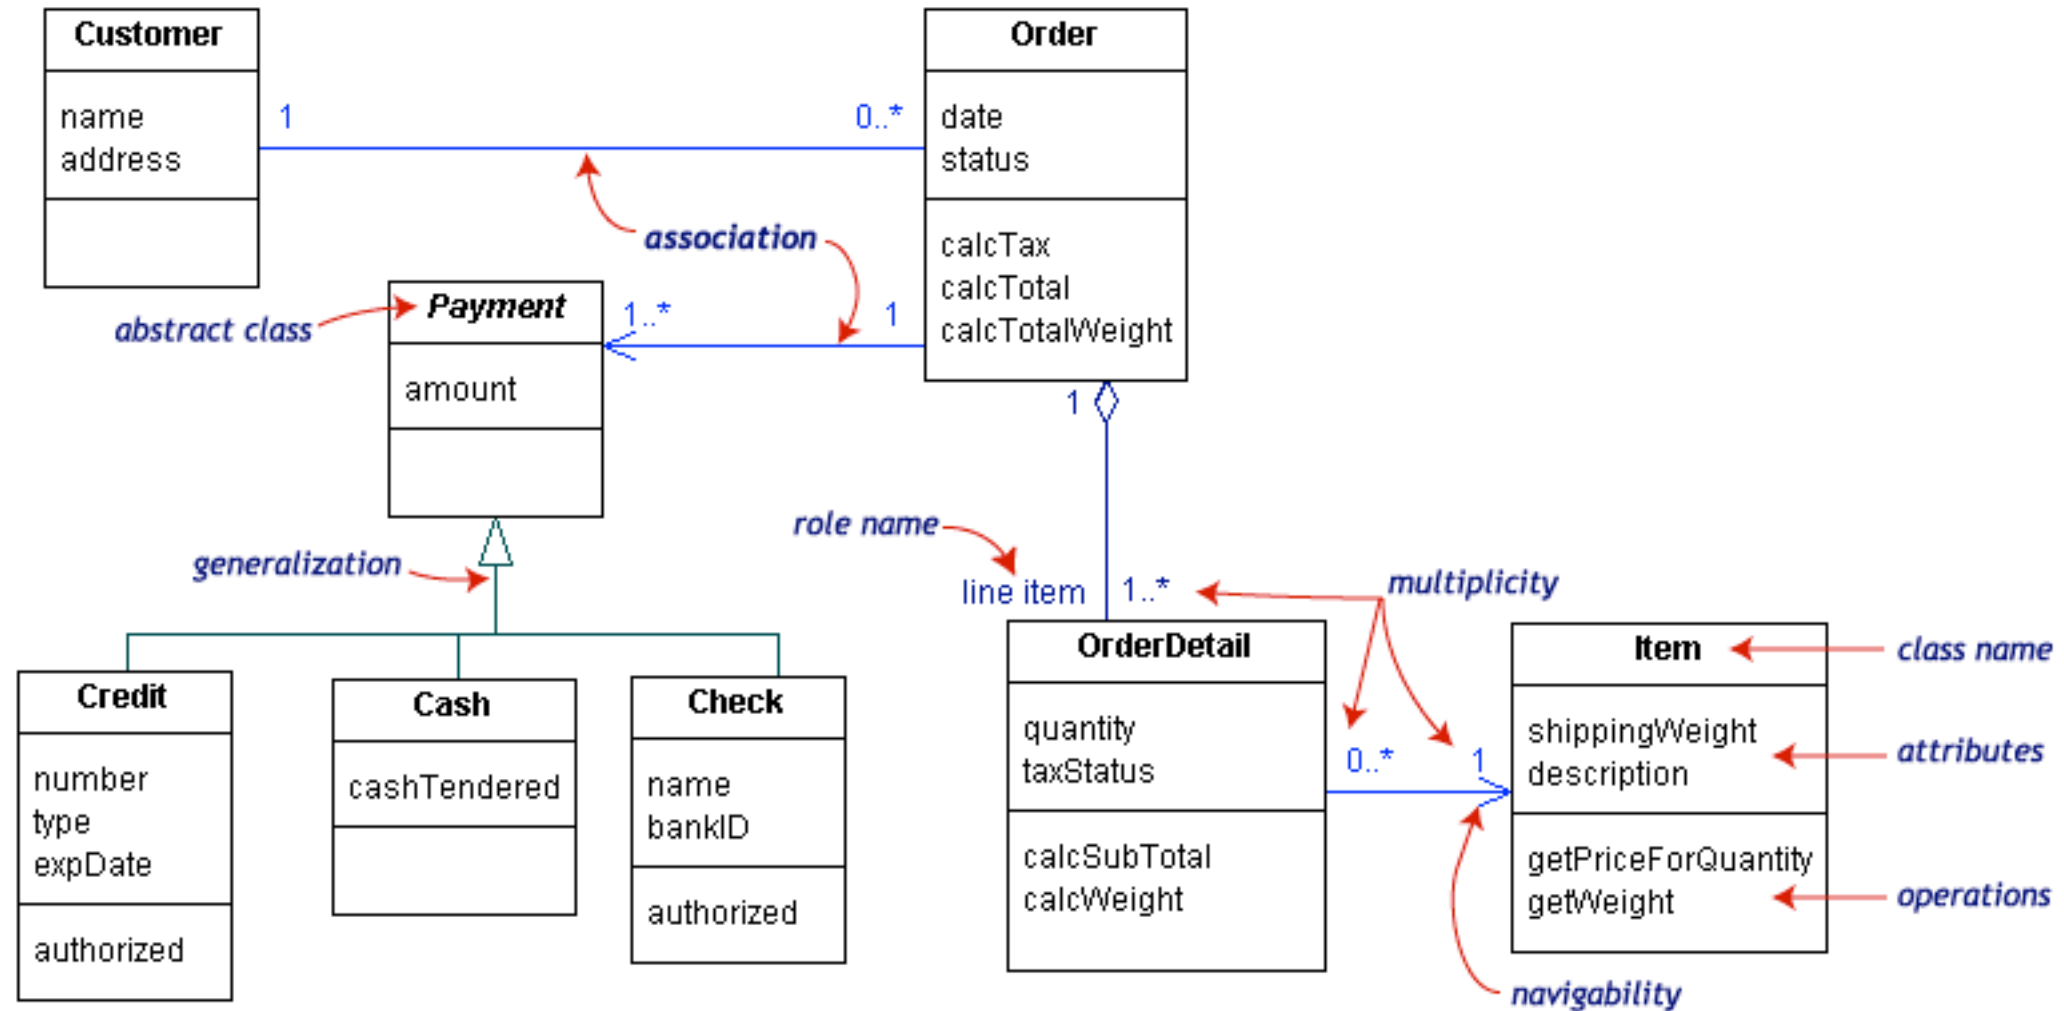 Customer
name
address
1
0..*
Order
date
status
calcTax
calcTotal
calcTotalWeight
association
abstract class
Payment
amount
1..*
1
1
generalization
role name
line item
1..*
multiplicity
Credit
number
type
expDate
authorized
Cash
cashTendered
Check
name
bankID
authorized
OrderDetail
quantity
taxStatus
calcSubTotal
calcWeight
0..*
1
Item
shippingWeight
description
getPriceForQuantity
getWeight
class name
attributes
operations
navigability